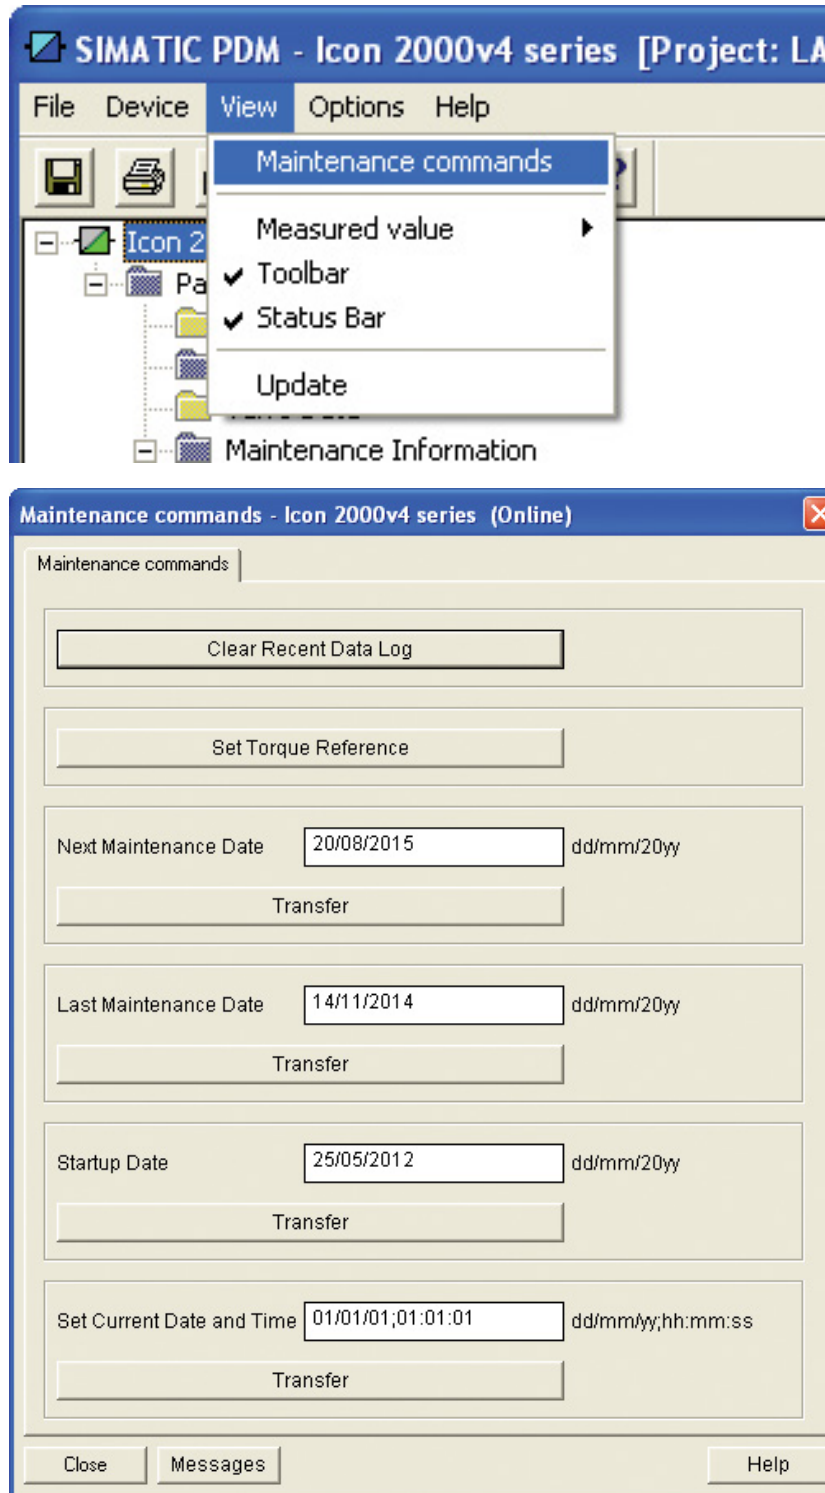 SIMATIC PDM - Icon 2000v4 series [Project: LA
File Device View Options Help
Maintenance commands
Icon 2
Measured value
Pa
Toolbar
Status Bar
Update
Maintenance Information
Maintenance commands - Icon 2000v4 series (Online)
Maintenance commands
Clear Recent Data Log
Set Torque Reference
Next Maintenance Date 20/08/2015 dd/mm/20yy
Transfer
Last Maintenance Date 14/11/2014 dd/mm/20yy
Transfer
Startup Date 25/05/2012 dd/mm/20yy
Transfer
Set Current Date and Time 01/01/01;01:01:01 dd/mm/yy;hh:mm:ss
Transfer
Close Messages Help